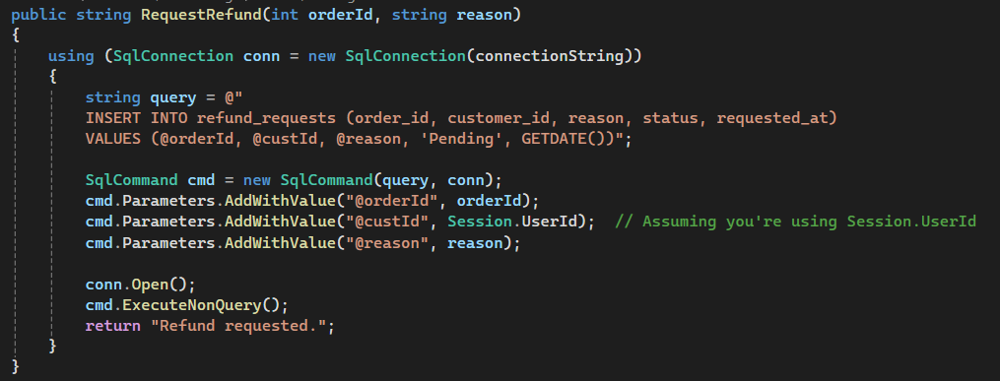 public string RequestRefund(int orderId, string reason)
{
using (SqlConnection conn = new SqlConnection(connectionString))
{
string query = @"
INSERT INTO refund_requests (order_id, customer_id, reason, status, requested_at)
VALUES (@orderId, @custId, @reason, 'Pending', GETDATE())";
SqlCommand cmd = new SqlCommand(query, conn);
cmd.Parameters.AddWithValue("@orderId", orderId);
cmd.Parameters.AddWithValue("@custId", Session.UserId);  // Assuming you're using Session.UserId
cmd.Parameters.AddWithValue("@reason", reason);
conn.Open();
cmd.ExecuteNonQuery();
return "Refund requested.";
}
}